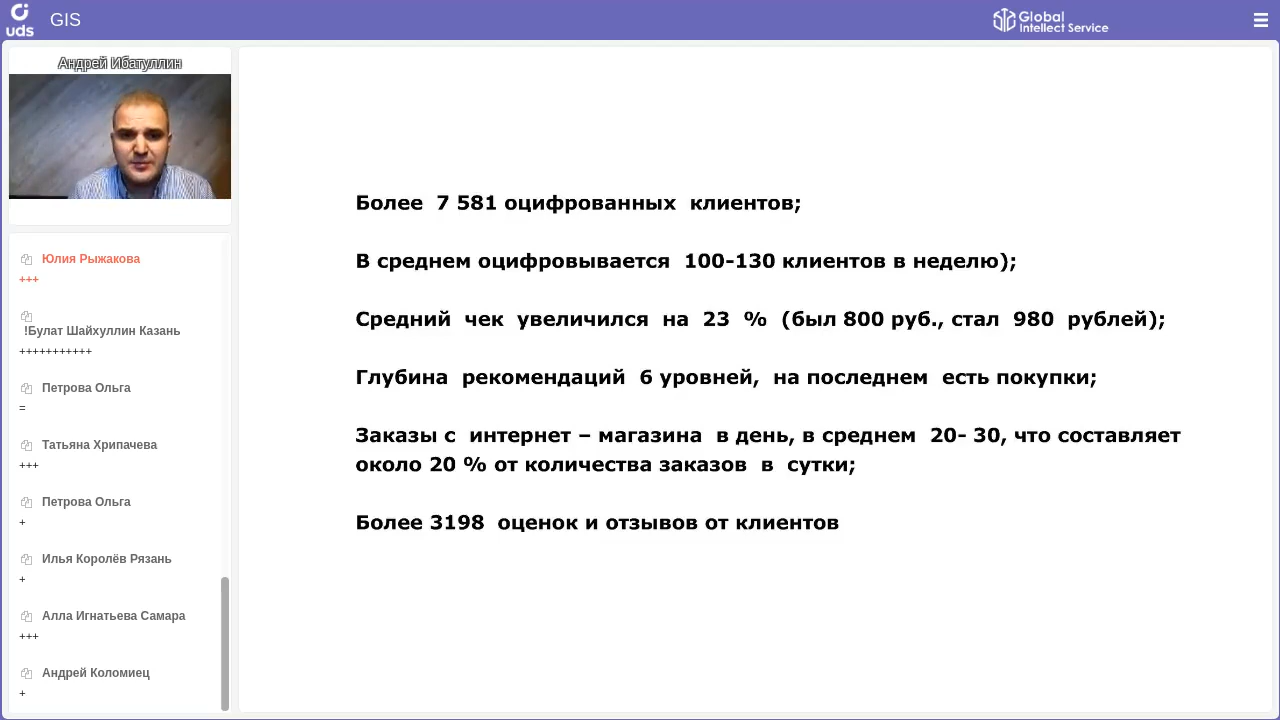 uds
GIS
Global
Intellect Service
Андрей Ибатуллин
Юлия Рыжакова
+++
!Булат Шайхуллин Казань
+++++++++++
Петрова Ольга
=
Татьяна Хрипачева
+++
Петрова Ольга
+
Илья Королёв Рязань
+
Алла Игнатьева Самара
+++
Андрей Коломиец
+
Более 7 581 оцифрованных клиентов;
В среднем оцифровывается 100-130 клиентов в неделю);
Средний чек увеличился на 23 % (был 800 руб., стал 980 рублей);
Глубина рекомендаций 6 уровней, на последнем есть покупки;
Заказы с интернет – магазина в день, в среднем 20- 30, что составляет
около 20 % от количества заказов в сутки;
Более 3198 оценок и отзывов от клиентов